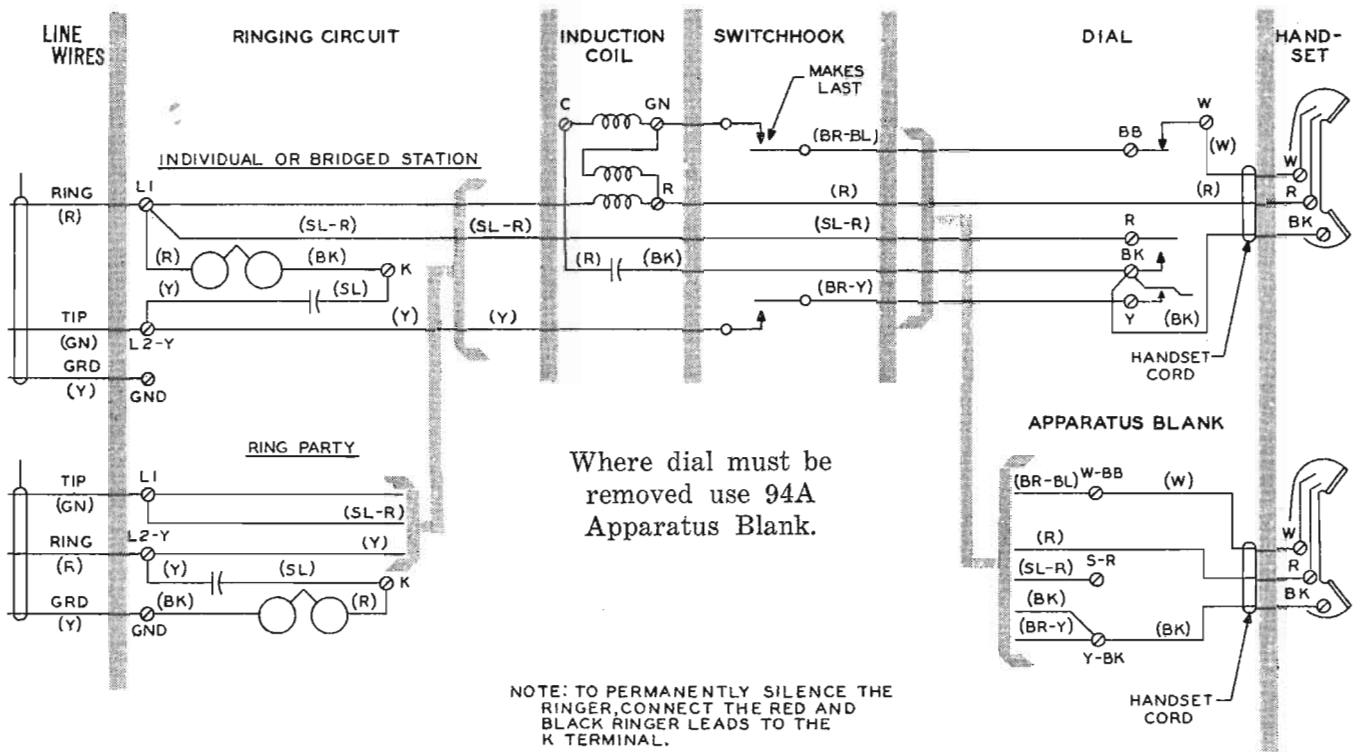 LINE WIRES
RINGING CIRCUIT
INDUCTION COIL
SWITCHHOOK
DIAL
HAND-SET
MAKES LAST
C
GN
W
(BR-BL)
BB
(W)
INDIVIDUAL OR BRIDGED STATION
W
RING
(R)
L1
R
(R)
(R)
R
(SL-R)
(SL-R)
(SL-R)
R
BK
(R)
(BK)
K
(R)
(BK)
BK
(Y)
(SL)
(BR-Y)
Y
(BK)
TIP
(GN)
L2-Y
(Y)
(Y)
GRD
(Y)
GND
HANDSET CORD
APPARATUS BLANK
RING PARTY
Where dial must be
removed use 94A
Apparatus Blank.
TIP
(GN)
L1
(SL-R)
(BR-BL)
W-BB
(W)
W
RING
(R)
L2-Y
(Y)
(R)
R
(Y)
(SL)
K
(SL-R)
S-R
BK
GRD
(Y)
GND
(BK)
(R)
(BK)
(BR-Y)
Y-BK
(BK)
HANDSET CORD
NOTE: TO PERMANENTLY SILENCE THE
RINGER, CONNECT THE RED AND
BLACK RINGER LEADS TO THE
K TERMINAL.